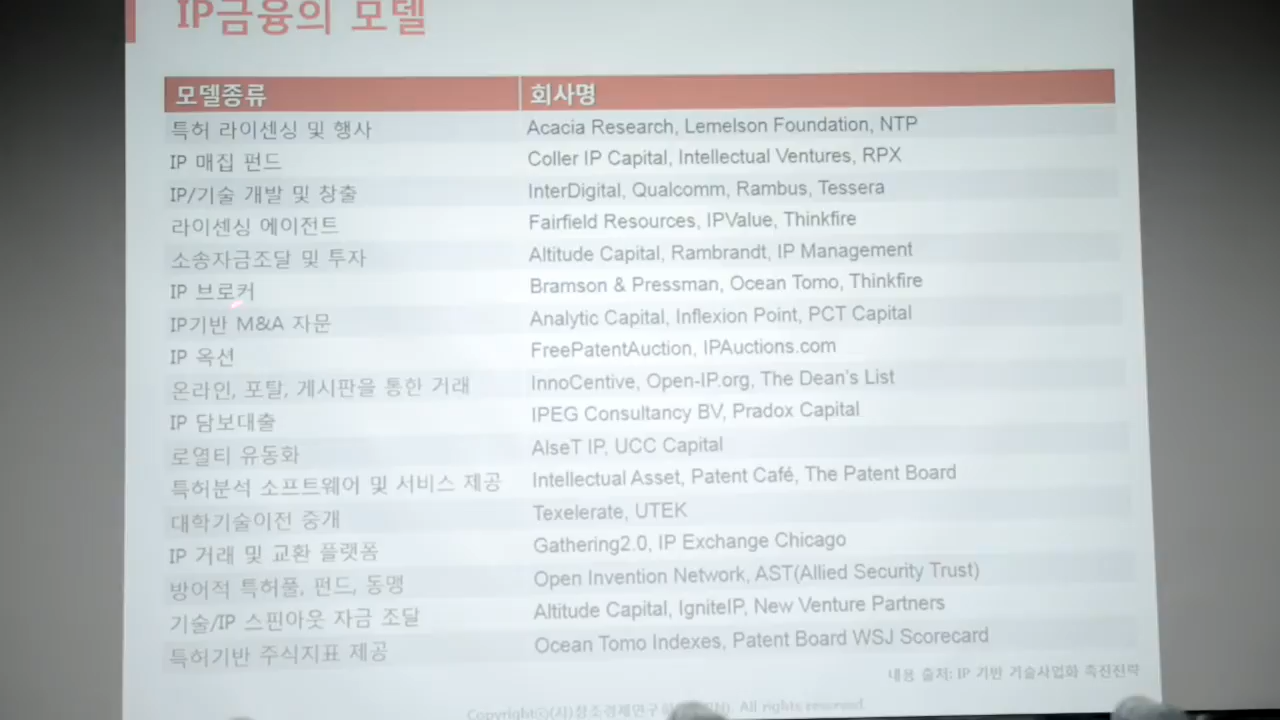 IP금융의 모델
모델종류 회사명
특허 라이센싱 및 행사 Acacia Research, Lemelson Foundation, NTP
IP 매집 펀드 Coller IP Capital, Intellectual Ventures, RPX
IP/기술 개발 및 창출 InterDigital, Qualcomm, Rambus, Tessera
라이센싱 에이전트 Fairfield Resources, IPValue, Thinkfire
소송자금조달 및 투자 Altitude Capital, Rambrandt, IP Management
IP 브로커 Bramson & Pressman, Ocean Tomo, Thinkfire
IP기반 M&A 자문 Analytic Capital, Inflexion Point, PCT Capital
IP 옥션 FreePatentAuction, IPAuctions.com
온라인, 포탈, 게시판을 통한 거래 InnoCentive, Open-IP.org, The Dean's List
IP 담보대출 IPEG Consultancy BV, Pradox Capital
로열티 유동화 AlseT IP, UCC Capital
특허분석 소프트웨어 및 서비스 제공 Intellectual Asset, Patent Café, The Patent Board
대학기술이전 중개 Texelerate, UTEK
IP 거래 및 교환 플랫폼 Gathering2.0, IP Exchange Chicago
방어적 특허풀, 펀드, 동맹 Open Invention Network, AST(Allied Security Trust)
기술/IP 스핀아웃 자금 조달 Altitude Capital, IgniteIP, New Venture Partners
특허기반 주식지표 제공 Ocean Tomo Indexes, Patent Board WSJ Scorecard
내용 출처: IP 기반 기술사업화 촉진전략
All rights reserved.